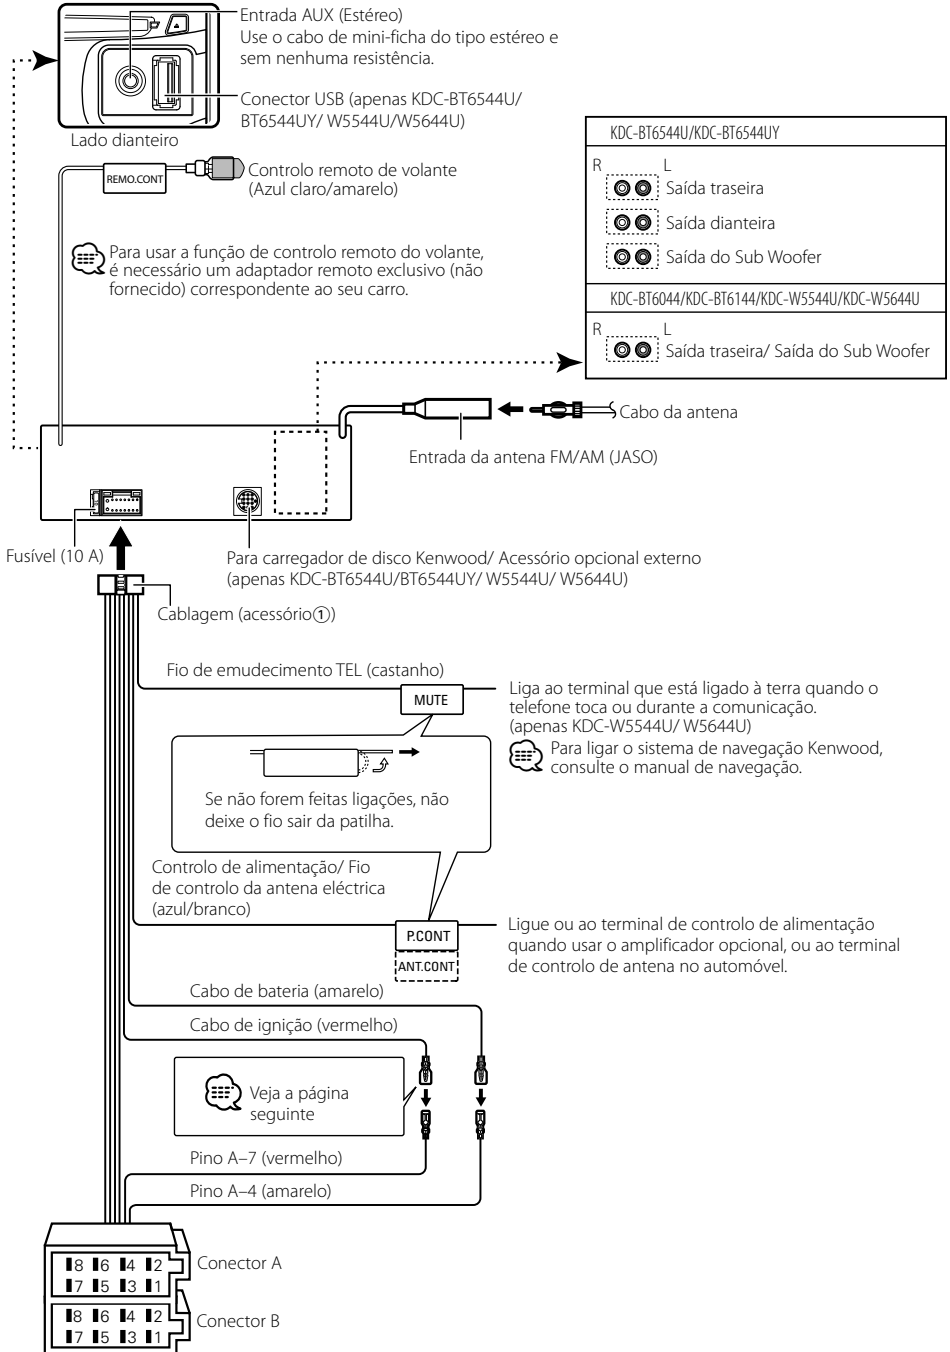 Entrada AUX (Estéreo)
Use o cabo de mini-ficha do tipo estéreo e
sem nenhuma resistência.
Conector USB (apenas KDC-BT6544U/
BT6544UY/ W5544U/W5644U)
Lado dianteiro
REMO.CONT
Controlo remoto de volante
(Azul claro/amarelo)
Para usar a função de controlo remoto do volante,
é necessário um adaptador remoto exclusivo (não
fornecido) correspondente ao seu carro.
KDC-BT6544U/KDC-BT6544UY
R L
Saída traseira
Saída dianteira
Saída do Sub Woofer
KDC-BT6044/KDC-BT6144/KDC-W5544U/KDC-W5644U
R L
Saída traseira/ Saída do Sub Woofer
Cabo da antena
Entrada da antena FM/AM (JASO)
Fusível (10 A)
Para carregador de disco Kenwood/ Acessório opcional externo
(apenas KDC-BT6544U/BT6544UY/ W5544U/ W5644U)
Cablagem (acessório①)
Fio de emudecimento TEL (castanho)
MUTE
Liga ao terminal que está ligado à terra quando o
telefone toca ou durante a comunicação.
(apenas KDC-W5544U/ W5644U)
Para ligar o sistema de navegação Kenwood,
consulte o manual de navegação.
Se não forem feitas ligações, não
deixe o fio sair da patilha.
Controlo de alimentação/ Fio
de controlo da antena eléctrica
(azul/branco)
P.CONT
ANT.CONT
Ligue ou ao terminal de controlo de alimentação
quando usar o amplificador opcional, ou ao terminal
de controlo de antena no automóvel.
Cabo de bateria (amarelo)
Cabo de ignição (vermelho)
Veja a página
seguinte
Pino A–7 (vermelho)
Pino A–4 (amarelo)
8 6 4 2
7 5 3 1
Conector A
8 6 4 2
7 5 3 1
Conector B